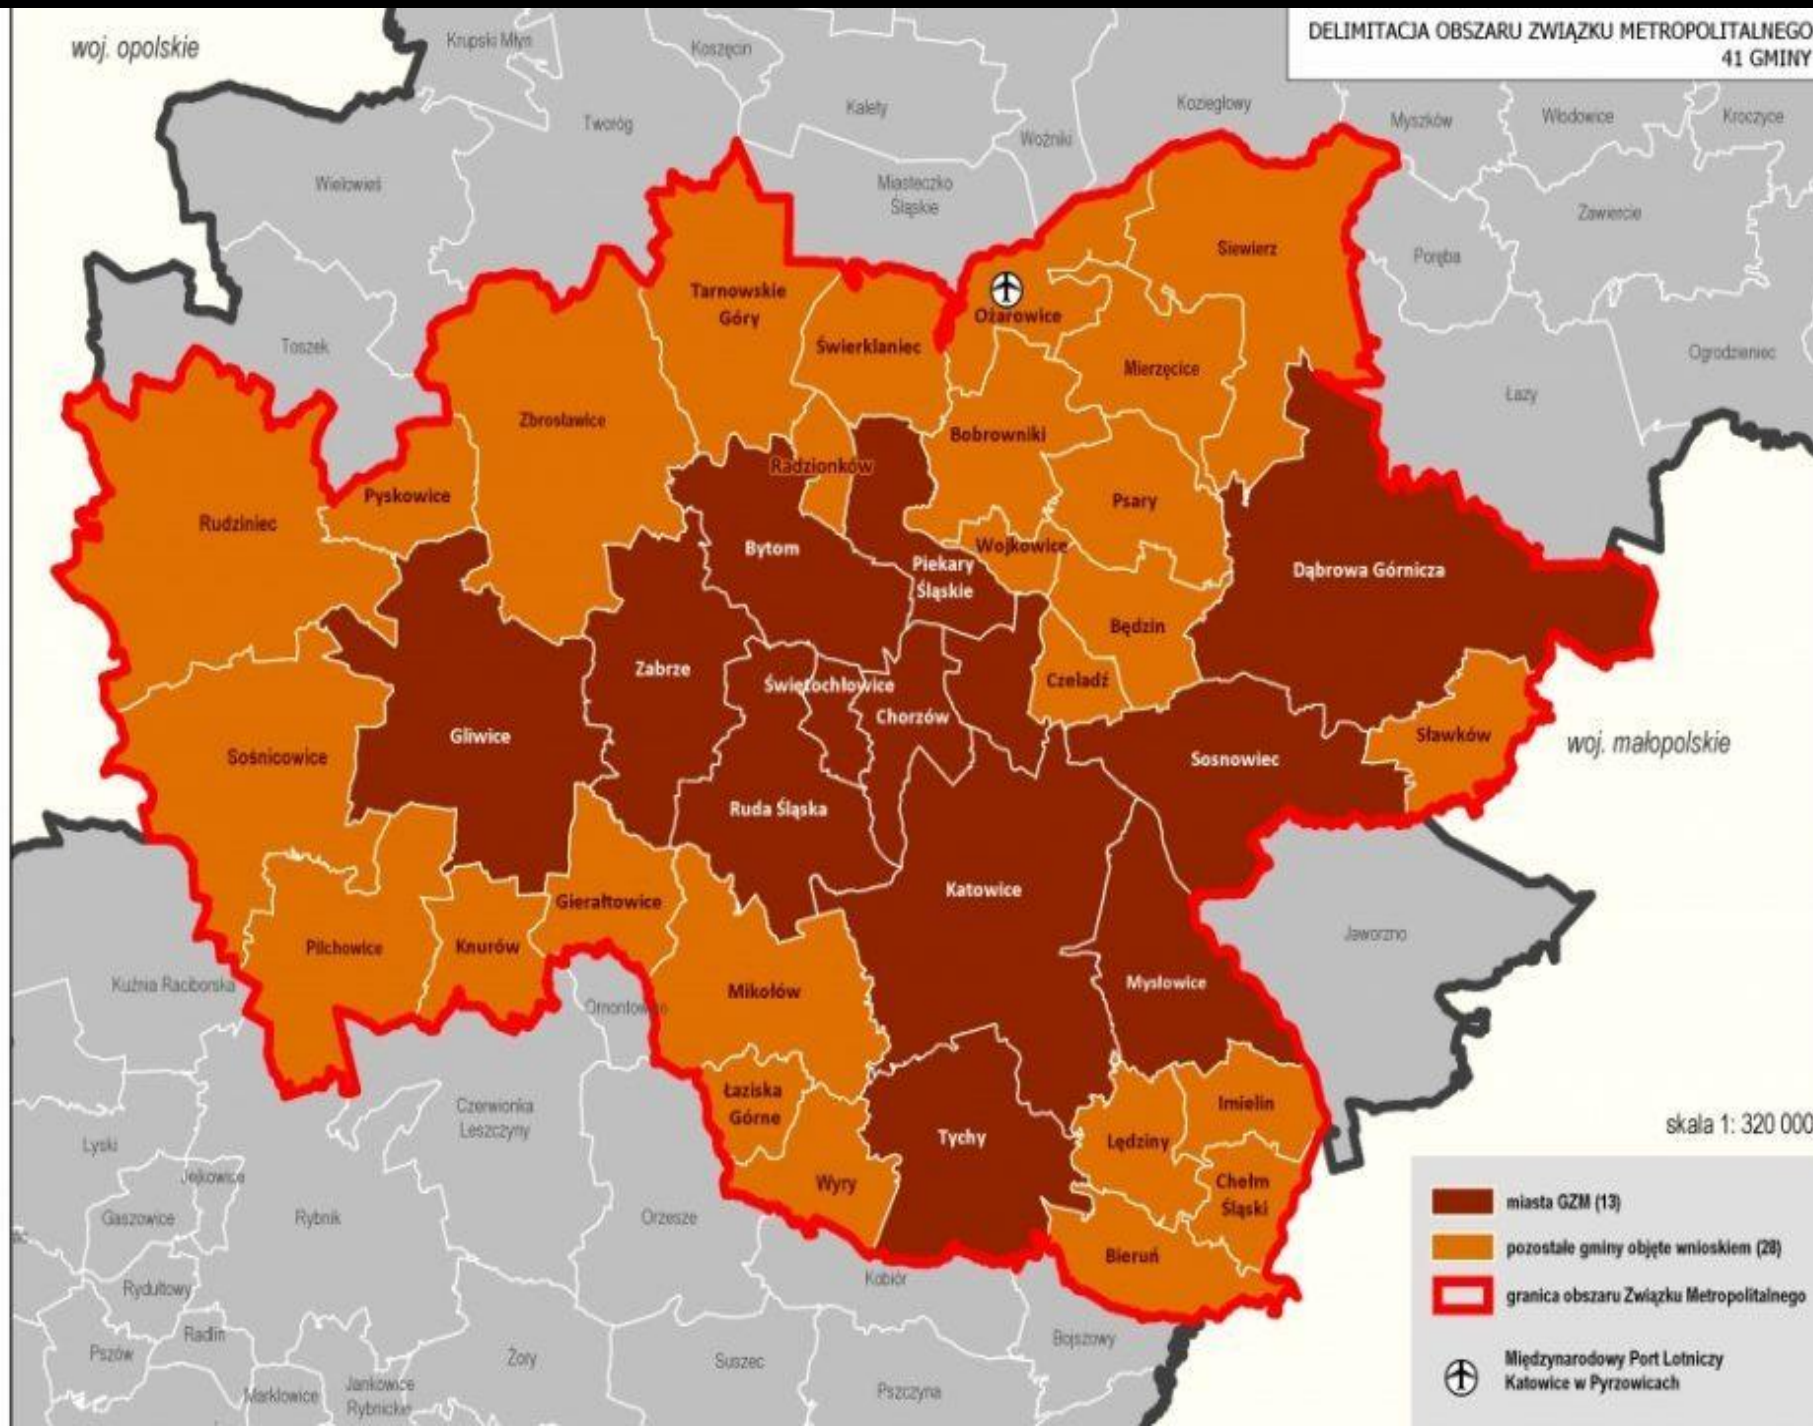 woj. opolskie
DELIMITACJA OBSZARU ZWIĄZKU METROPOLITALNEGO
41 GMINY
Krupski Młyn
Koszęcin
Kalety
Koziegłowy
Myszków
Włodowice
Kroczyce
Tworóg
Woźniki
Wielowieś
Miasteczko
Śląskie
Zawiercie
Siewierz
Poręba
Tarnowskie
Góry
Ożarowice
Toszek
Świerklaniec
Ogrodzieniec
Mierzęcice
Łazy
Zbrosławice
Bobrowniki
Radzionków
Pyskowice
Psary
Rudziniec
Bytom
Wojkowice
Piekary
Śląskie
Dąbrowa Górnicza
Będzin
Zabrze
Świętochłowice
Czeladź
Chorzów
Gliwice
Sławków
woj. małopolskie
Sośnicowice
Sosnowiec
Ruda Śląska
Katowice
Gierałtowice
Jaworzno
Pilchowice
Knurów
Kuźnia Raciborska
Mikołów
Mysłowice
Łaziska
Górne
Imielin
Czerwionka
Leszczyny
skala 1: 320 000
Tychy
Lędziny
Lyski
Jejkowice
Wyry
Chełm
Śląski
Gaszowice
Rybnik
Orzesze
miasta GZM (13)
Bieruń
pozostałe gminy objęte wnioskiem (28)
Kobiór
Rydułtowy
granica obszaru Związku Metropolitalnego
Radlin
Bojszowy
Pszów
Żory
Suszec
Międzynarodowy Port Lotniczy
Katowice w Pyrzowicach
Marklowice
Jankowice
Rybnickie
Pszczyna